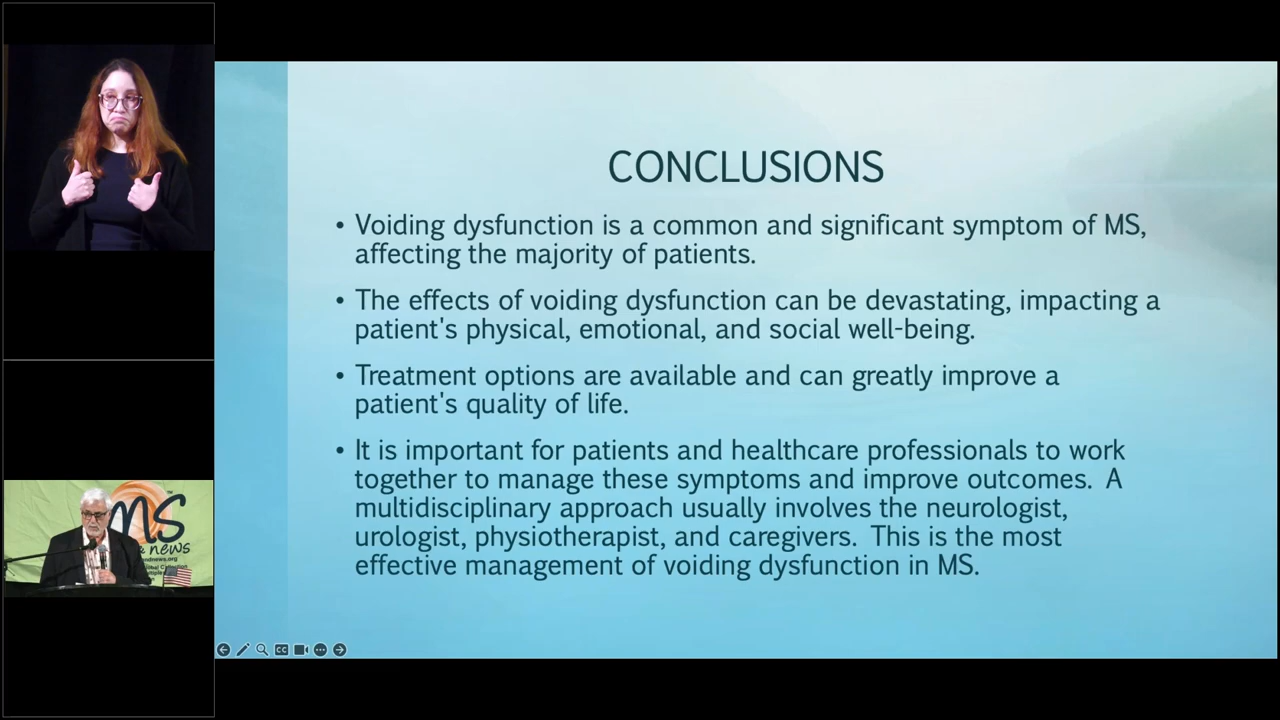 CONCLUSIONS
• Voiding dysfunction is a common and significant symptom of MS,
affecting the majority of patients.
• The effects of voiding dysfunction can be devastating, impacting a
patient's physical, emotional, and social well-being.
• Treatment options are available and can greatly improve a
patient's quality of life.
• It is important for patients and healthcare professionals to work
together to manage these symptoms and improve outcomes.  A
multidisciplinary approach usually involves the neurologist,
urologist, physiotherapist, and caregivers.  This is the most
effective management of voiding dysfunction in MS.
MS
news
CC